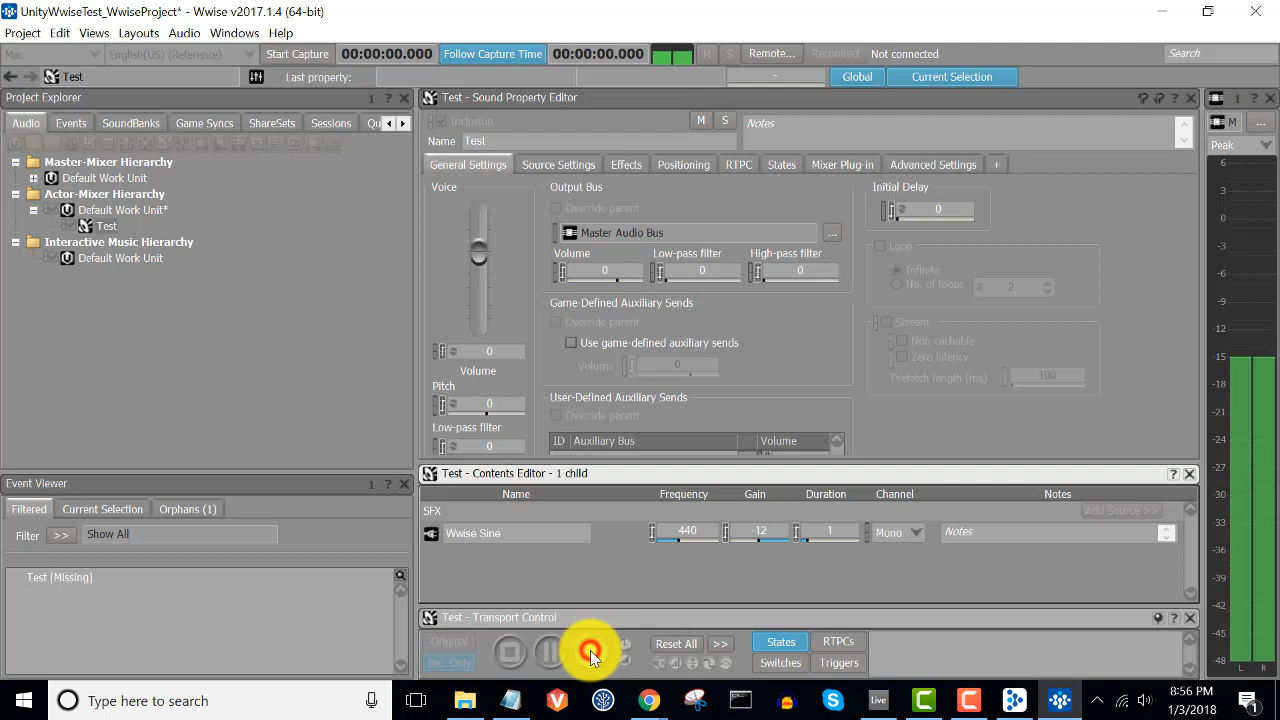 UnityWwiseTest_WwiseProject* - Wwise v2017.1.4 (64-bit)
Project Edit Views Layouts Audio Windows Help
Mac English(US) (Reference) Start Capture 00:00:00.000 Follow Capture Time 00:00:00.000 M S Remote... Reconnect Not connected Search
Test Last property: - Global Current Selection
Project Explorer
Audio Events SoundBanks Game Syncs ShareSets Sessions Qu
Master-Mixer Hierarchy
Default Work Unit
Actor-Mixer Hierarchy
Default Work Unit*
Test
Interactive Music Hierarchy
Default Work Unit
Event Viewer
Filtered Current Selection Orphans (1)
Filter >> Show All
Test [Missing]
Test - Sound Property Editor
Inclusion M S Notes
Name Test
General Settings Source Settings Effects Positioning RTPC States Mixer Plug-in Advanced Settings +
Voice
0
Volume
Pitch
0
Low-pass filter
0
Output Bus
Override parent
Master Audio Bus ...
Volume Low-pass filter High-pass filter
0 0 0
Game-Defined Auxiliary Sends
Override parent
Use game-defined auxiliary sends
Volume 0
User-Defined Auxiliary Sends
Override parent
ID Auxiliary Bus Volume
Initial Delay
0
Loop
Infinite
No. of loops 2
Stream
Non cachable
Zero latency
Prefetch length (ms) 100
Test - Contents Editor - 1 child
Name Frequency Gain Duration Channel Notes
SFX Add Source >>
Wwise Sine 440 -12 1 Mono Notes
Test - Transport Control
Original
Inc. Only
Reset All >>
States RTPCs
Switches Triggers
M ...
Peak
6
3
0
-3
-6
-9
-12
-15
-18
-21
-24
-27
-30
-33
-36
-39
-42
-45
-48
L R
Type here to search
Live
8:56 PM
1/3/2018
1